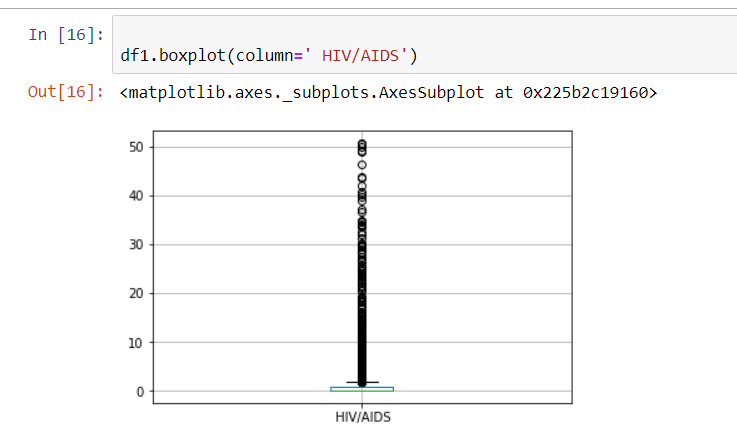 In [16]:
df1.boxplot(column=' HIV/AIDS')
Out[16]: <matplotlib.axes._subplots.AxesSubplot at 0x225b2c19160>
50
40
30
20
10
0
HIV/AIDS